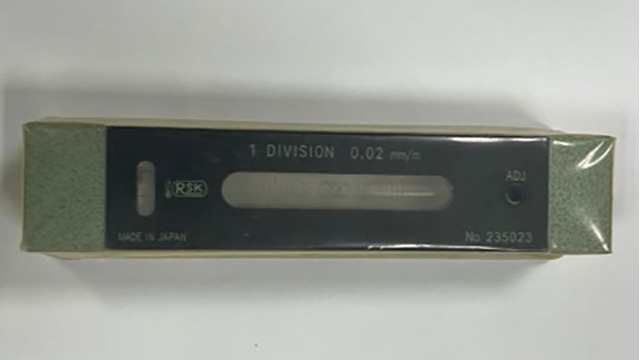 1 DIVISION 0.02 mm/m
RSK
ADJ
MADE IN JAPAN
No. 235023